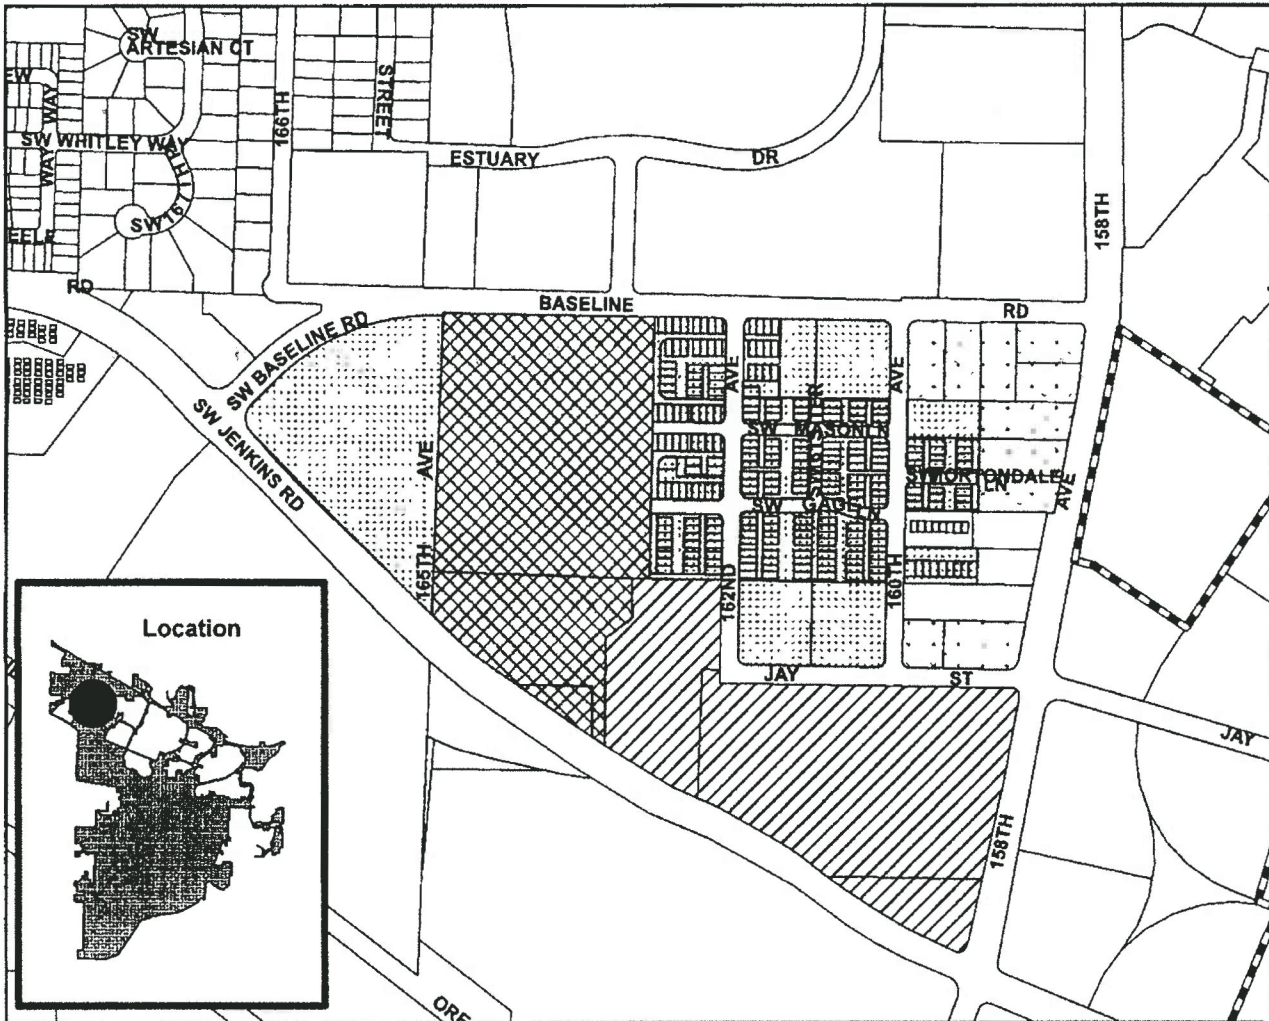 SW
ARTESIAN CT
EW
WAY
166TH
STREET
SW WHITLEY WAY
WAY
ESTUARY
DR
SW
EELE
158TH
RD
BASELINE
RD
SW BASELINE RD
SW JENKINS RD
AVE
AVE
AVE
SW MASON LN
AVE
SW GAGE LN
165TH
162ND
160TH
JAY
ST
JAY
158TH
Location